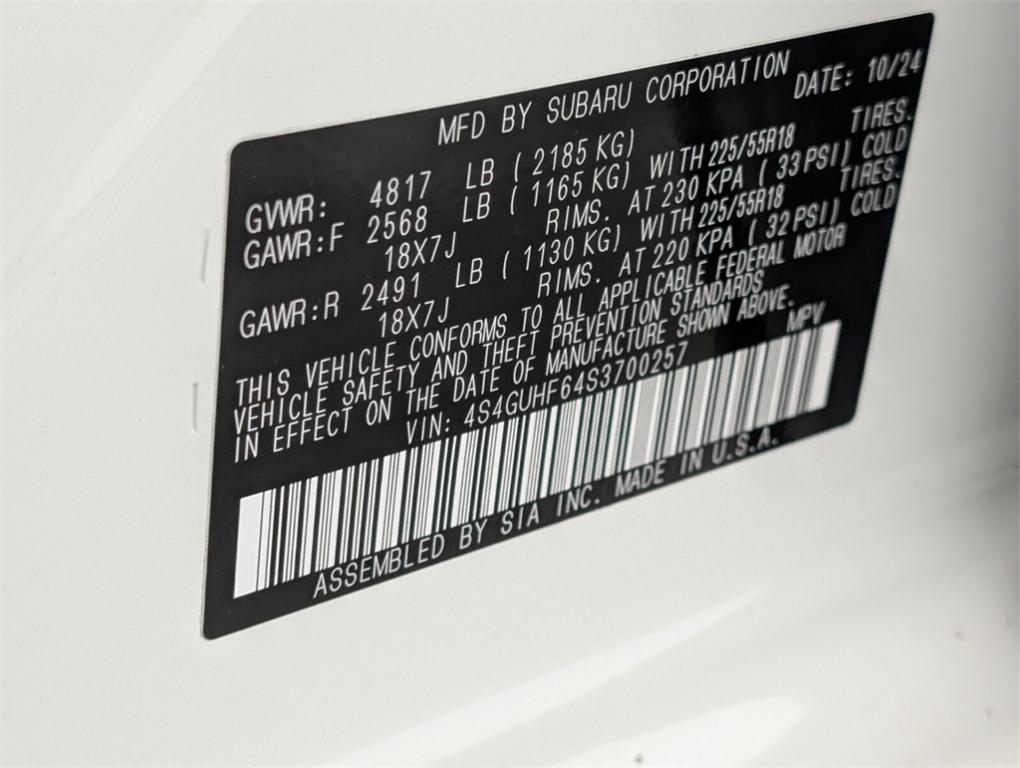 MFD BY SUBARU CORPORATION DATE: 10/24
GVWR: 4817 LB ( 2185 KG)
GAWR:F 2568 LB ( 1165 KG) WITH 225/55R18 TIRES.
18X7J RIMS. AT 230 KPA ( 33 PSI) COLD
GAWR:R 2491 LB ( 1130 KG) WITH 225/55R18 TIRES.
18X7J RIMS. AT 220 KPA ( 32 PSI) COLD
THIS VEHICLE CONFORMS TO ALL APPLICABLE FEDERAL MOTOR
VEHICLE SAFETY AND THEFT PREVENTION STANDARDS
IN EFFECT ON THE DATE OF MANUFACTURE SHOWN ABOVE.
VIN: 4S4GUHF64S3700257 MPV
ASSEMBLED BY SIA INC. MADE IN U.S.A.